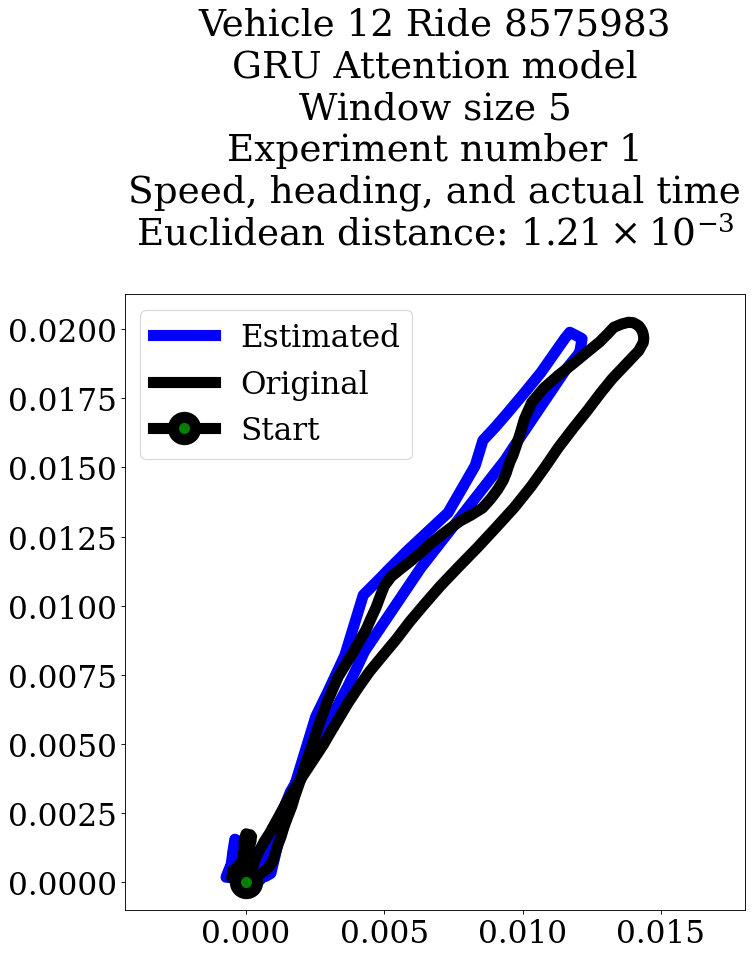 Vehicle 12 Ride 8575983
GRU Attention model
Window size 5
Experiment number 1
Speed, heading, and actual time
Euclidean distance: 1.21 × 10⁻³
Estimated
Original
Start
0.0200
0.0175
0.0150
0.0125
0.0100
0.0075
0.0050
0.0025
0.0000
0.000 0.005 0.010 0.015